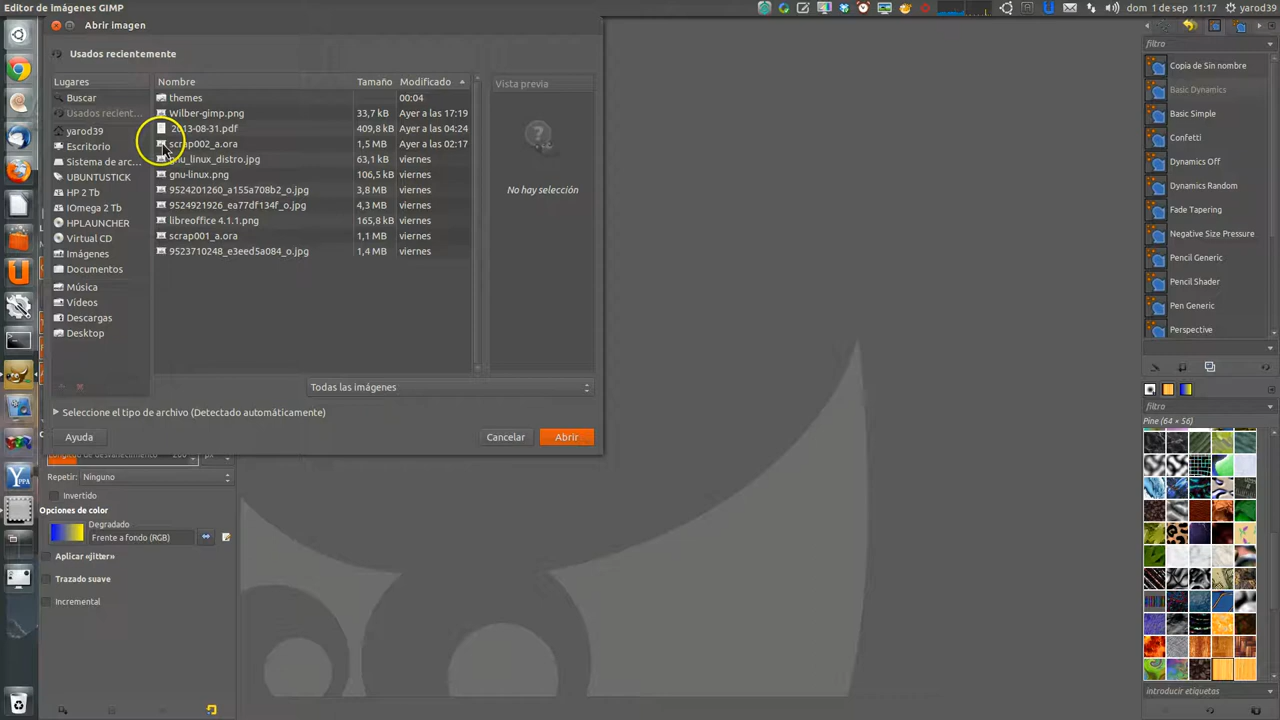 Editor de imágenes GIMP
dom 1 de sep 11:17 yarod39
Abrir imagen
Usados recientemente
Lugares
Buscar
Usados recient...
yarod39
Escritorio
Sistema de arc...
UBUNTUSTICK
HP 2 Tb
IOmega 2 Tb
HPLAUNCHER
Virtual CD
Imágenes
Documentos
Música
Vídeos
Descargas
Desktop
Nombre Tamaño Modificado
themes 00:04
Wilber-gimp.png 33,7 kB Ayer a las 17:19
2013-08-31.pdf 409,8 kB Ayer a las 04:24
scrap002_a.ora 1,5 MB Ayer a las 02:17
gnu_linux_distro.jpg 63,1 kB viernes
gnu-linux.png 106,5 kB viernes
9524201260_a155a708b2_o.jpg 3,8 MB viernes
9524921926_ea77df134f_o.jpg 4,3 MB viernes
libreoffice 4.1.1.png 165,8 kB viernes
scrap001_a.ora 1,1 MB viernes
9523710248_e3eed5a084_o.jpg 1,4 MB viernes
Vista previa
No hay selección
Todas las imágenes
Seleccione el tipo de archivo (Detectado automáticamente)
Ayuda
Cancelar
Abrir
px
Repetir: Ninguno
Invertido
Opciones de color
Degradado
Frente a fondo (RGB)
Aplicar «jitter»
Trazado suave
Incremental
filtro
Copia de Sin nombre
Basic Dynamics
Basic Simple
Confetti
Dynamics Off
Dynamics Random
Fade Tapering
Negative Size Pressure
Pencil Generic
Pencil Shader
Pen Generic
Perspective
filtro
Pine (64 × 56)
introducir etiquetas